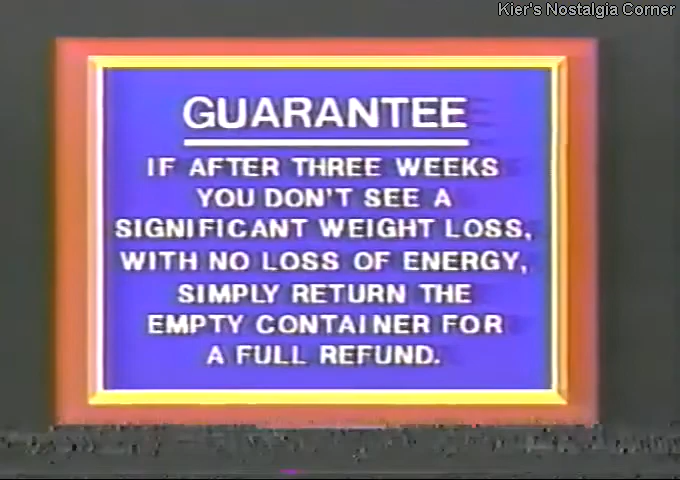 Kier's Nostalgia Corner
GUARANTEE
IF AFTER THREE WEEKS
YOU DON'T SEE A
SIGNIFICANT WEIGHT LOSS,
WITH NO LOSS OF ENERGY,
SIMPLY RETURN THE
EMPTY CONTAINER FOR
A FULL REFUND.